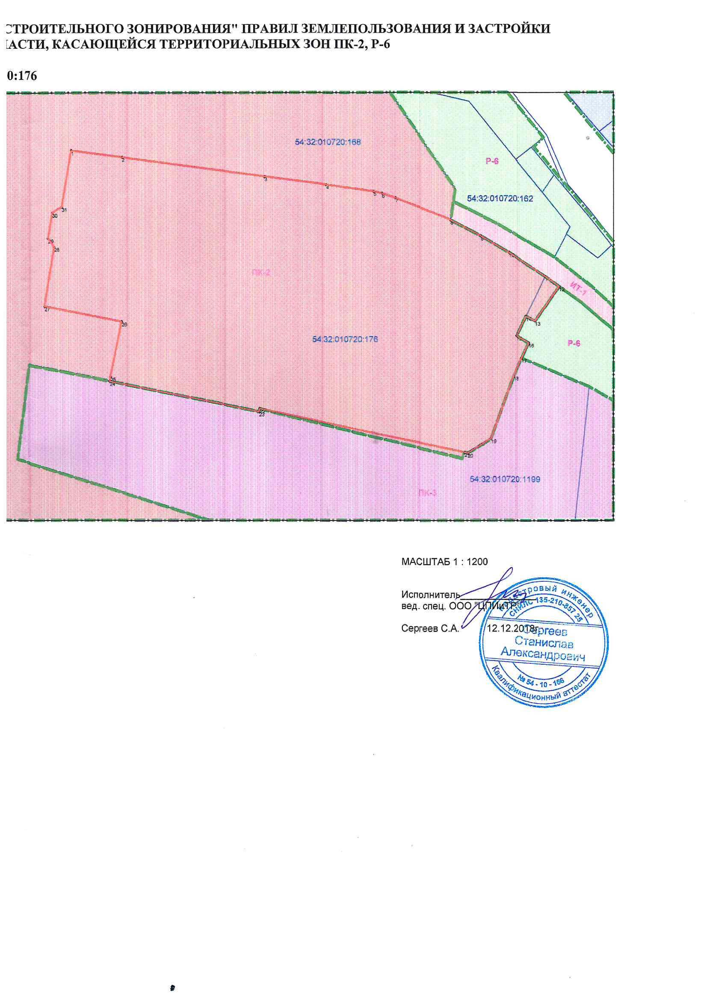 СТРОИТЕЛЬНОГО ЗОНИРОВАНИЯ" ПРАВИЛ ЗЕМЛЕПОЛЬЗОВАНИЯ И ЗАСТРОЙКИ
АСТИ, КАСАЮЩЕЙСЯ ТЕРРИТОРИАЛЬНЫХ ЗОН ПК-2, Р-6
0:176
54:32:010720:168
1
2
Р-6
3
4
5
6
7
54:32:010720:162
31
30
8
9
29
28
10
ПК-2
ИТ-1
12
27
13
14
26
54:32:010720:176
16
Р-6
17
18
25
24
22
23
19
21
20
54:32:010720:1199
ПК-3
МАСШТАБ 1 : 1200
Исполнитель
вед. спец. ООО "ЦПИиТР"
Сергеев С.А.
12.12.2018г.
Кадастровый инженер
СНИЛС 135-210-857 25
Сергеев
Станислав
Александрович
№ 54 - 10 - 166
Квалификационный аттестат